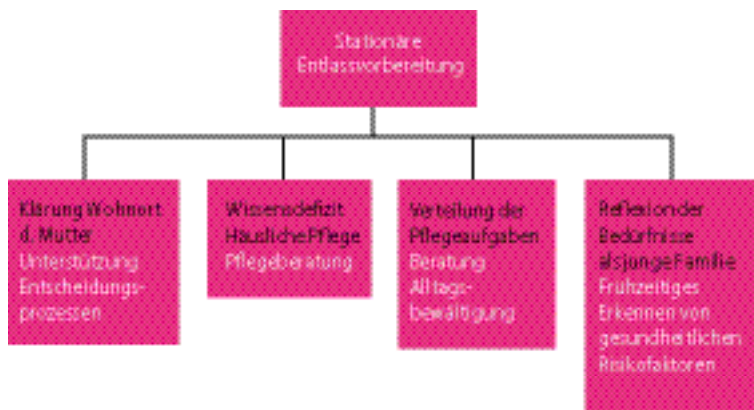 Stationäre
Entlassvorbereitung
Klärung Wohnort
d. Mutter
Unterstützung
Entscheidungs-
prozessen
Wissensdefizit
Häusliche Pflege
Pflegeberatung
Verteilung der
Pflegeaufgaben
Beratung
Alltags-
bewältigung
Reflexion der
Bedürfnisse
als junge Familie
Frühzeitiges
Erkennen von
gesundheitlichen
Risikofaktoren